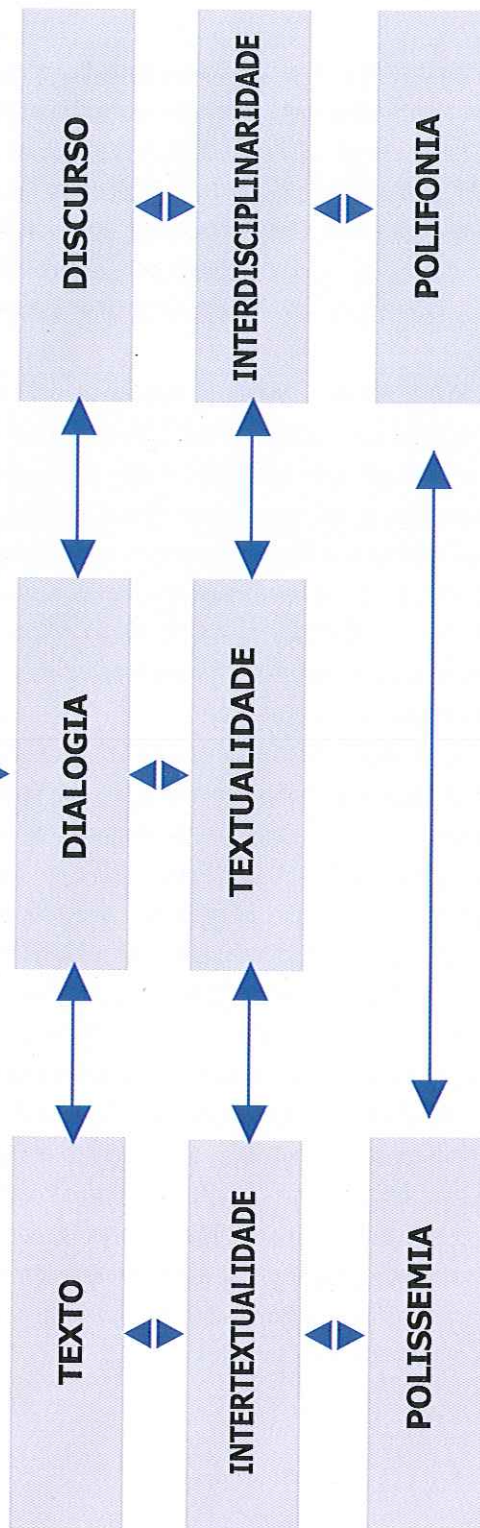 TEXTO
DIALOGIA
DISCURSO
INTERTEXTUALIDADE
TEXTUALIDADE
INTERDISCIPLINARIDADE
POLISSEMIA
POLIFONIA